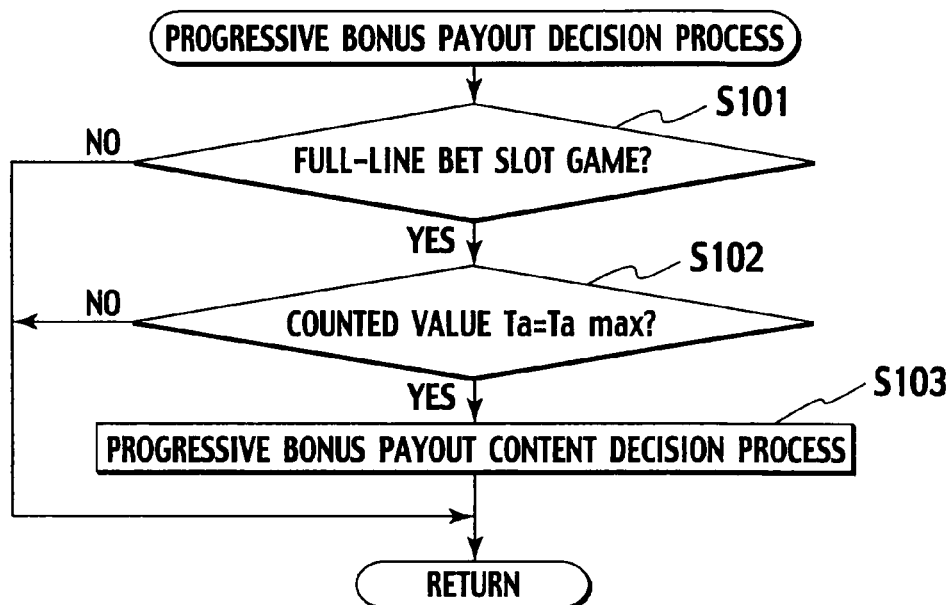 PROGRESSIVE BONUS PAYOUT DECISION PROCESS
S101
NO
FULL-LINE BET SLOT GAME?
YES
S102
NO
COUNTED VALUE Ta=Ta max?
YES
S103
PROGRESSIVE BONUS PAYOUT CONTENT DECISION PROCESS
RETURN